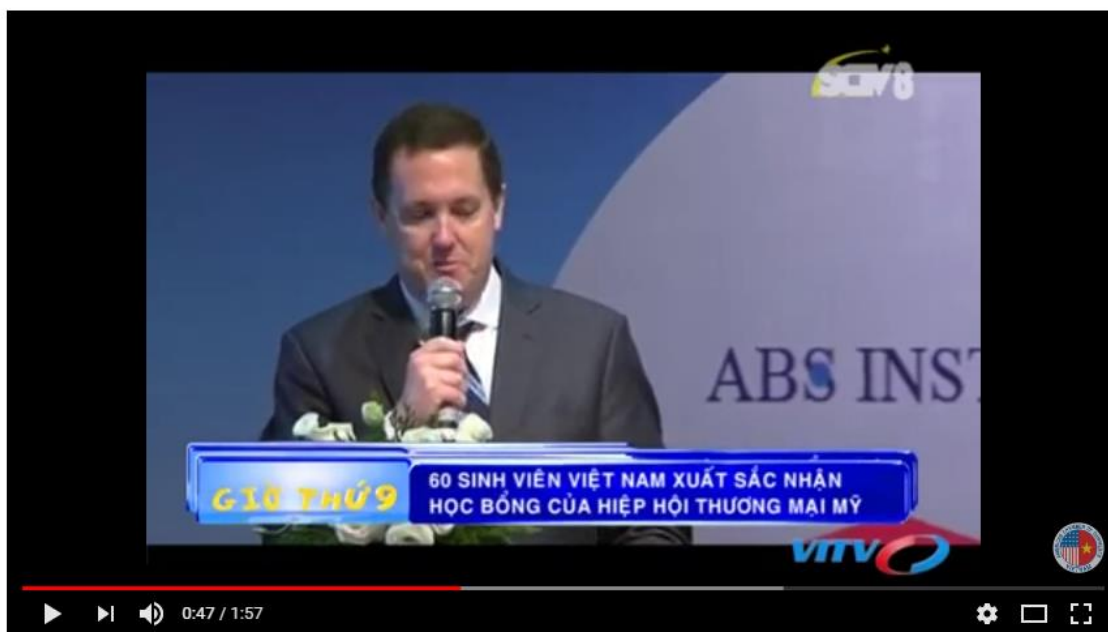 SCTV8
ABS INST
GIỜ THỨ 9
60 SINH VIÊN VIỆT NAM XUẤT SẮC NHẬN
HỌC BỔNG CỦA HIỆP HỘI THƯƠNG MẠI MỸ
VITV
0:47 / 1:57